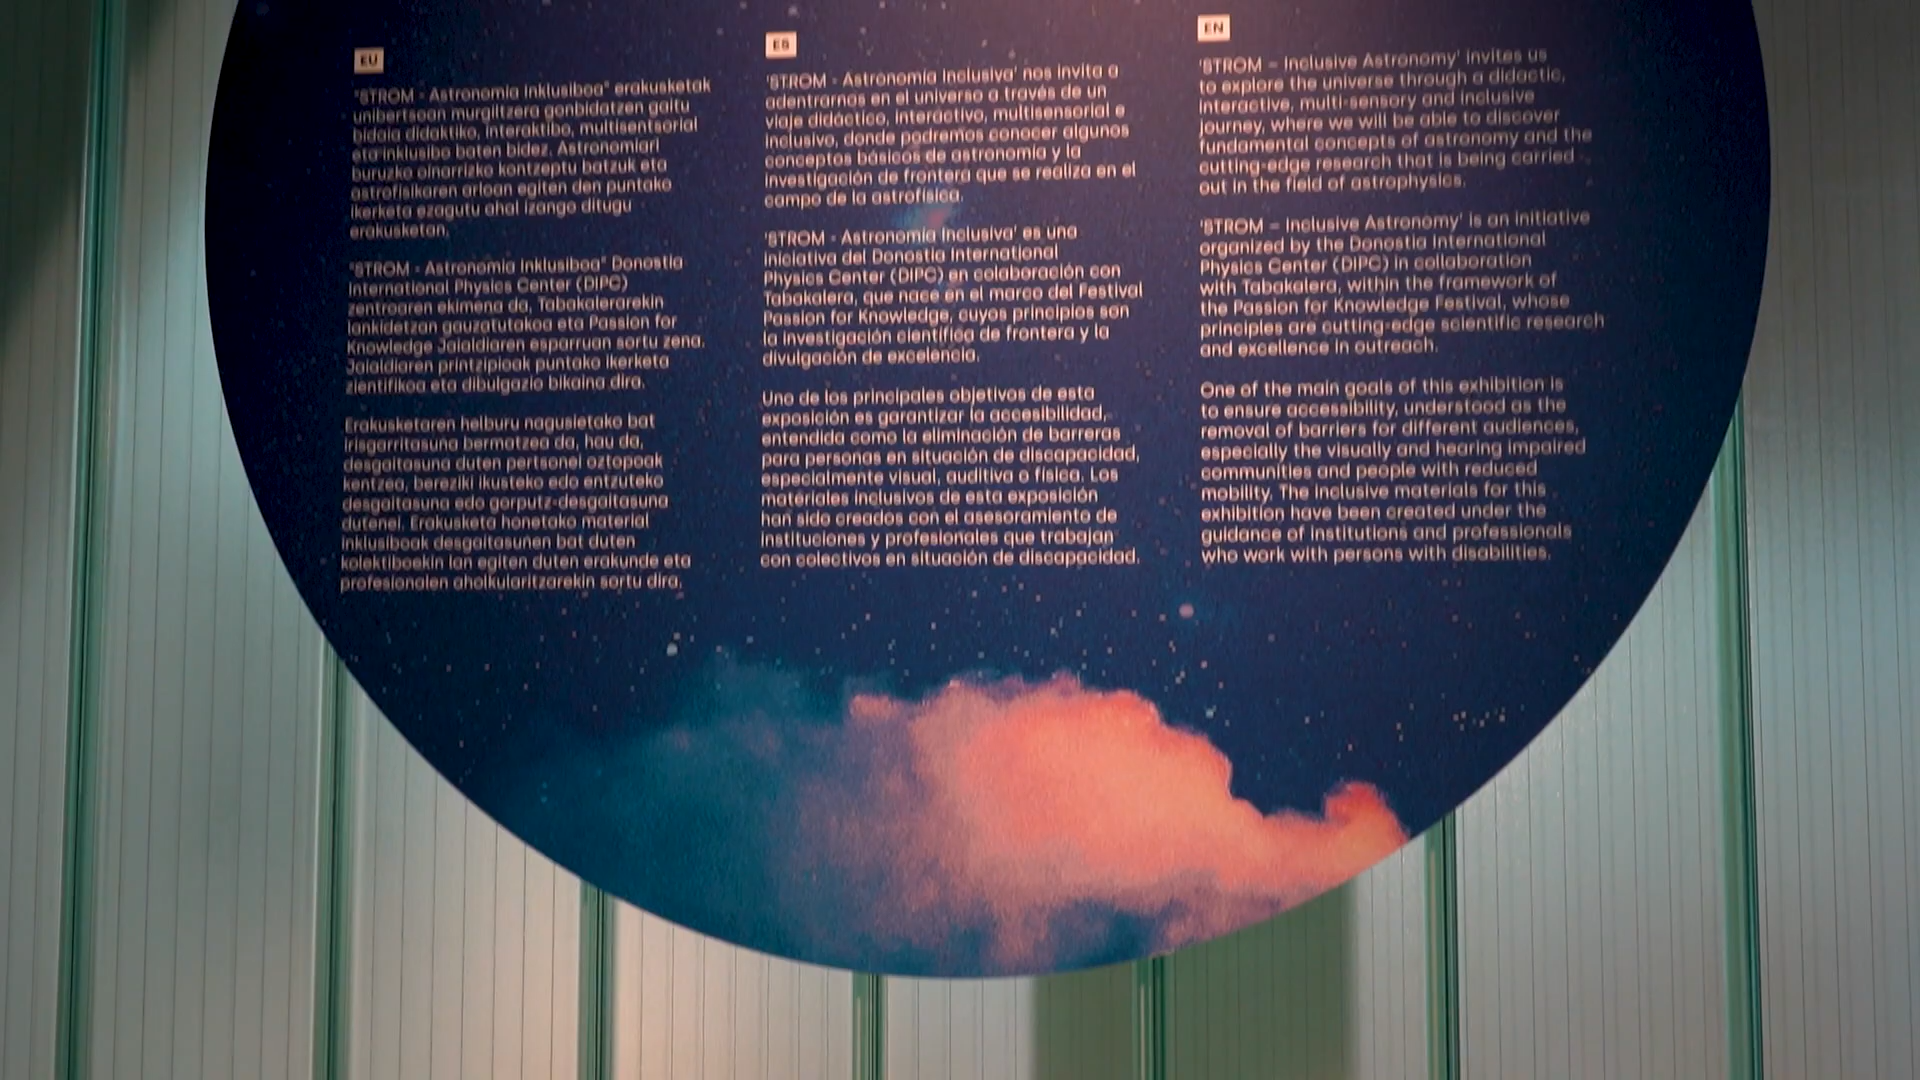 EU
"STROM - Astronomia Inklusiboa" erakusketak
unibertsoan murgiltzera gonbidatzen gaitu
bidaia didaktiko, interaktibo, multisentsorial
eta inklusibo baten bidez. Astronomiari
buruzko oinarrizko kontzeptu batzuk eta
astrofisikaren arloan egiten den puntako
ikerketa ezagutu ahal izango ditugu
erakusketan.
"STROM - Astronomia Inklusiboa" Donostia
International Physics Center (DIPC)
zentroaren ekimena da, Tabakalerarekin
lankidetzan gauzatutakoa eta Passion for
Knowledge Jaialdiaren esparruan sortu zena.
Jaialdiaren printzipioak puntako ikerketa
zientifikoa eta dibulgazio bikaina dira.
Erakusketaren helburu nagusietako bat
irisgarritasuna bermatzea da, hau da,
desgaitasuna duten pertsonei oztopoak
kentzea, bereziki ikusteko edo entzuteko
desgaitasuna edo gorputz-desgaitasuna
dutenei. Erakusketa honetako material
inklusiboak desgaitasunen bat duten
kolektiboekin lan egiten duten erakunde eta
profesionalen aholkularitzarekin sortu dira.
ES
'STROM - Astronomía Inclusiva' nos invita a
adentrarnos en el universo a través de un
viaje didáctico, interactivo, multisensorial e
inclusivo, donde podremos conocer algunos
conceptos básicos de astronomía y la
investigación de frontera que se realiza en el
campo de la astrofísica.
'STROM - Astronomía Inclusiva' es una
iniciativa del Donostia International
Physics Center (DIPC) en colaboración con
Tabakalera, que nace en el marco del Festival
Passion for Knowledge, cuyos principios son
la investigación científica de frontera y la
divulgación de excelencia.
Uno de los principales objetivos de esta
exposición es garantizar la accesibilidad,
entendida como la eliminación de barreras
para personas en situación de discapacidad,
especialmente visual, auditiva o física. Los
materiales inclusivos de esta exposición
han sido creados con el asesoramiento de
instituciones y profesionales que trabajan
con colectivos en situación de discapacidad.
EN
'STROM – Inclusive Astronomy' invites us
to explore the universe through a didactic,
interactive, multi-sensory and inclusive
journey, where we will be able to discover
fundamental concepts of astronomy and the
cutting-edge research that is being carried
out in the field of astrophysics.
'STROM – Inclusive Astronomy' is an initiative
organized by the Donostia International
Physics Center (DIPC) in collaboration
with Tabakalera, within the framework of
the Passion for Knowledge Festival, whose
principles are cutting-edge scientific research
and excellence in outreach.
One of the main goals of this exhibition is
to ensure accessibility, understood as the
removal of barriers for different audiences,
especially the visually and hearing impaired
communities and people with reduced
mobility. The inclusive materials for this
exhibition have been created under the
guidance of institutions and professionals
who work with persons with disabilities.